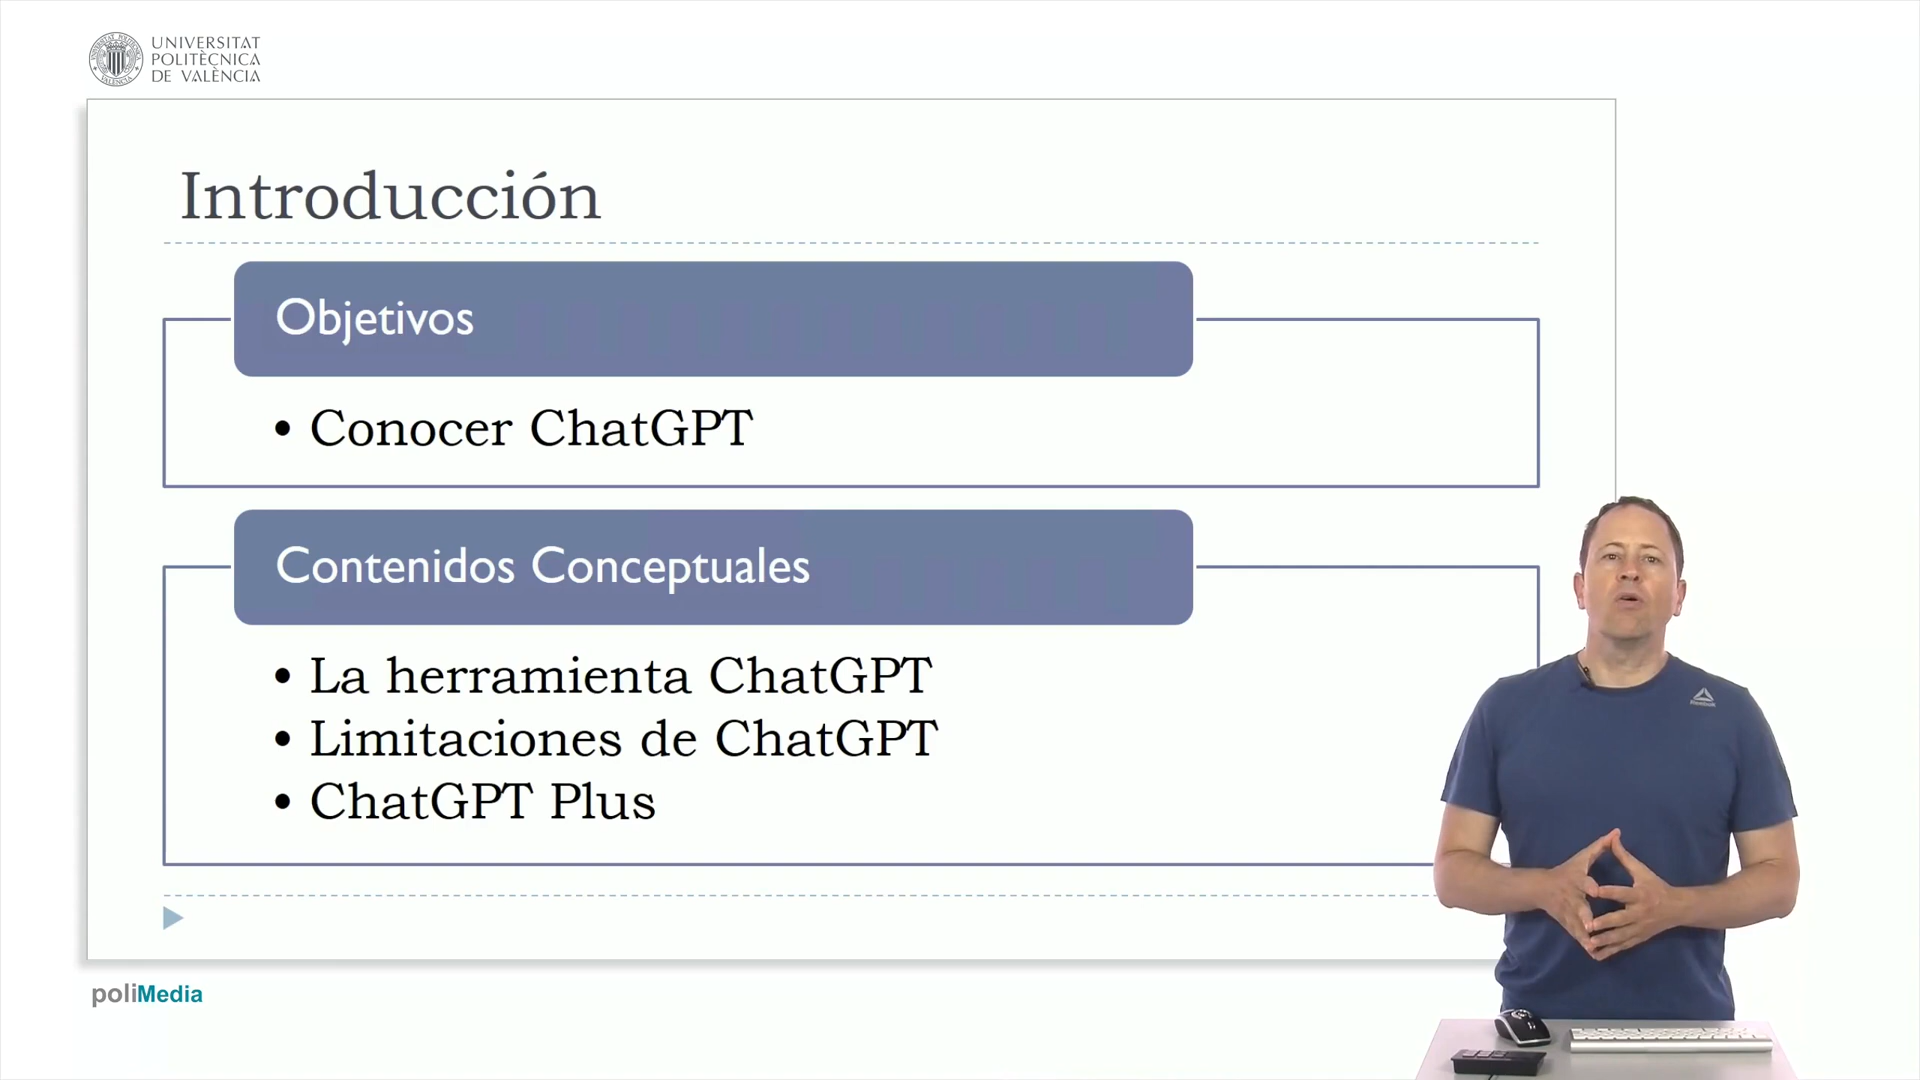 UNIVERSITAT
POLITÈCNICA
DE VALÈNCIA
Introducción
Objetivos
• Conocer ChatGPT
Contenidos Conceptuales
• La herramienta ChatGPT
• Limitaciones de ChatGPT
• ChatGPT Plus
Reebok
poliMedia